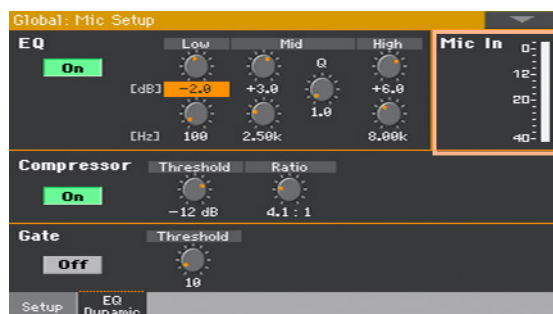 Global: Mic Setup
EQ Low Mid High Mic In
On
Q
[dB] -2.0 +3.0 +6.0
1.0
[Hz] 100 2.50k 8.00k
0
12
20
40
Compressor Threshold Ratio
On
-12 dB 4.1 : 1
Gate Threshold
Off
10
Setup EQ
Dynamic